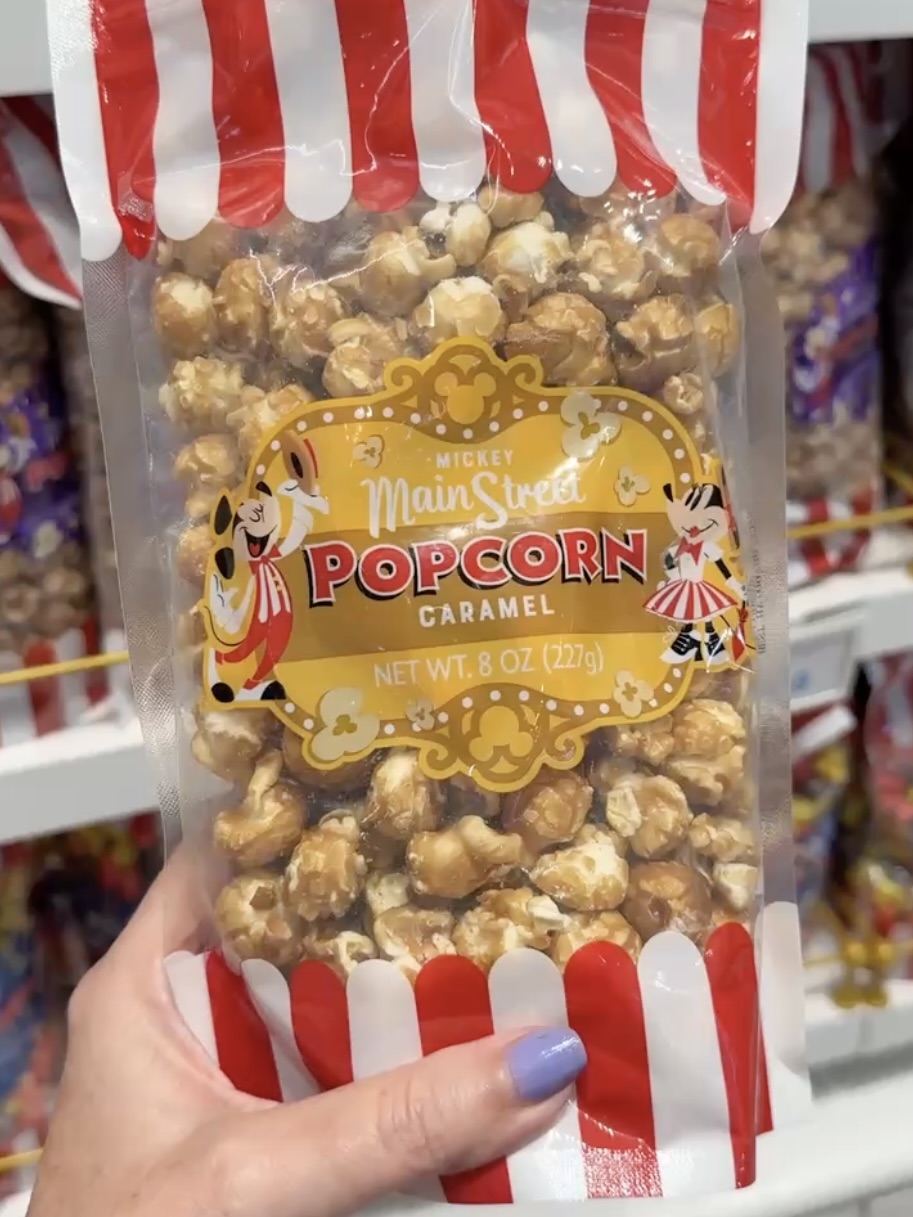 MICKEY
Main Street
POPCORN
CARAMEL
NET WT. 8 OZ (227g)